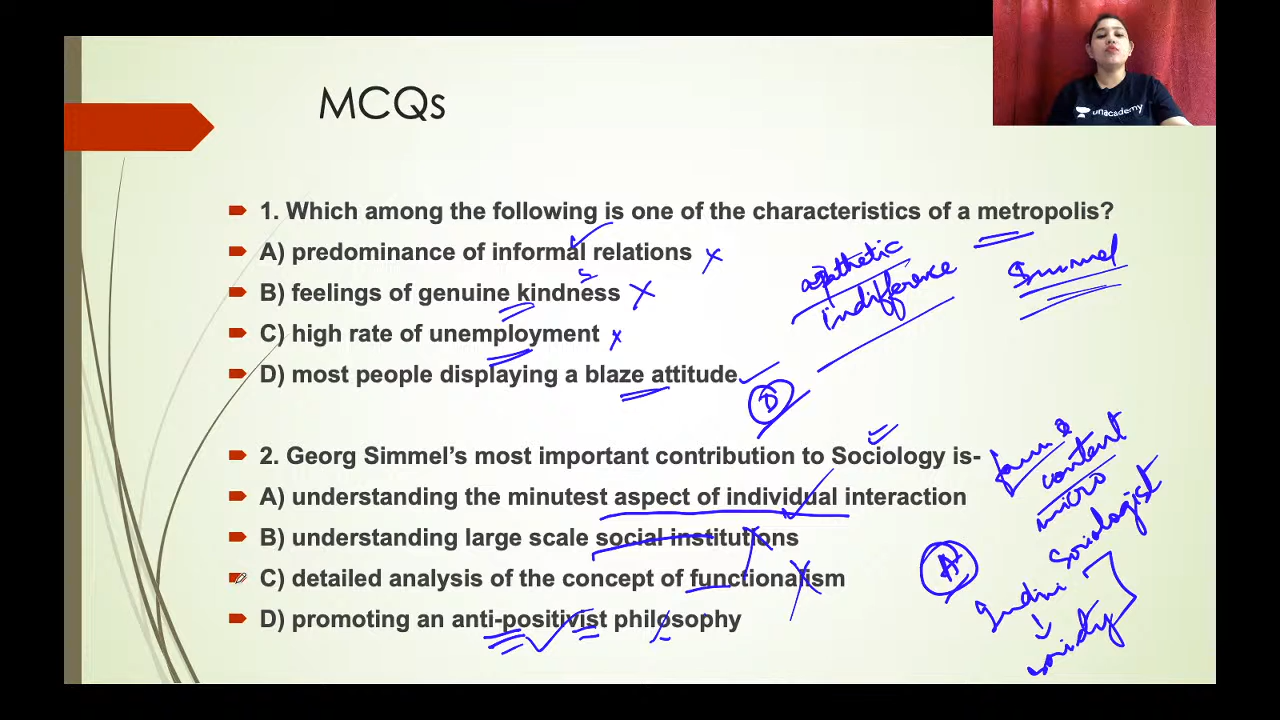 unacademy
MCQs
1. Which among the following is one of the characteristics of a metropolis?
A) predominance of informal relations
B) feelings of genuine kindness
C) high rate of unemployment
D) most people displaying a blaze attitude
apathetic
indifference
Simmel
D
2. Georg Simmel's most important contribution to Sociology is-
A) understanding the minutest aspect of individual interaction
B) understanding large scale social institutions
C) detailed analysis of the concept of functionalism
D) promoting an anti-positivist philosophy
form &
content
micro
Sociologist
A
society